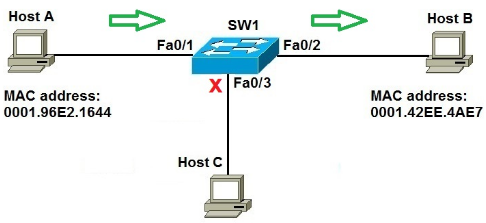 Host A
SW1
Host B
Fa0/1
Fa0/2
X
Fa0/3
MAC address:
0001.96E2.1644
MAC address:
0001.42EE.4AE7
Host C